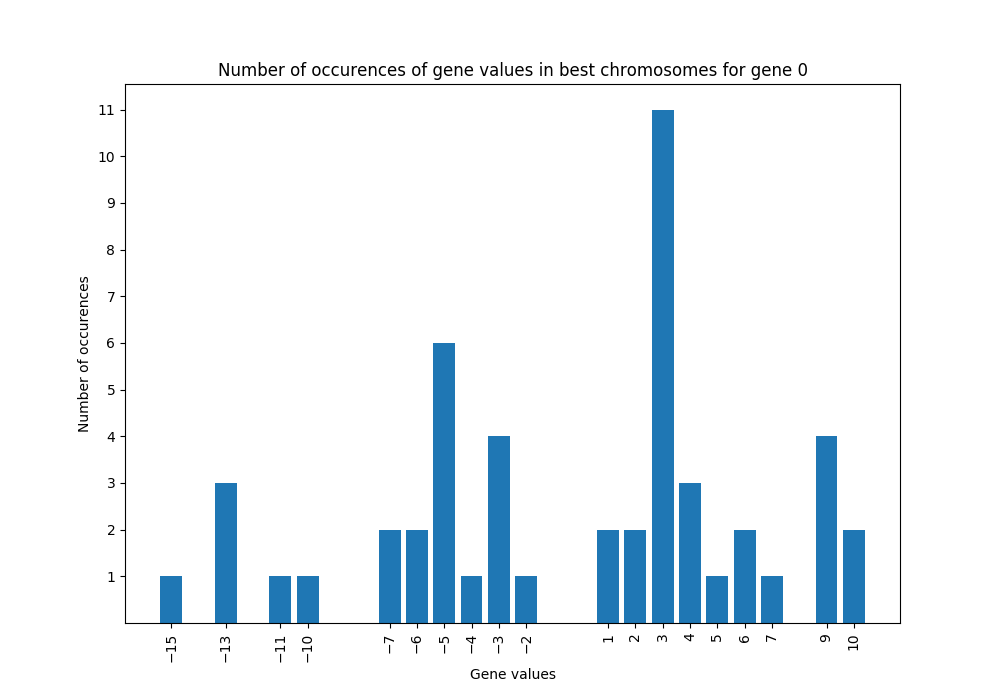 Number of occurences of gene values in best chromosomes for gene 0
11
10
9
8
7
6
5
4
3
2
1
Number of occurences
−15 −13 −11 −10 −7 −6 −5 −4 −3 −2 1 2 3 4 5 6 7 9 10
Gene values